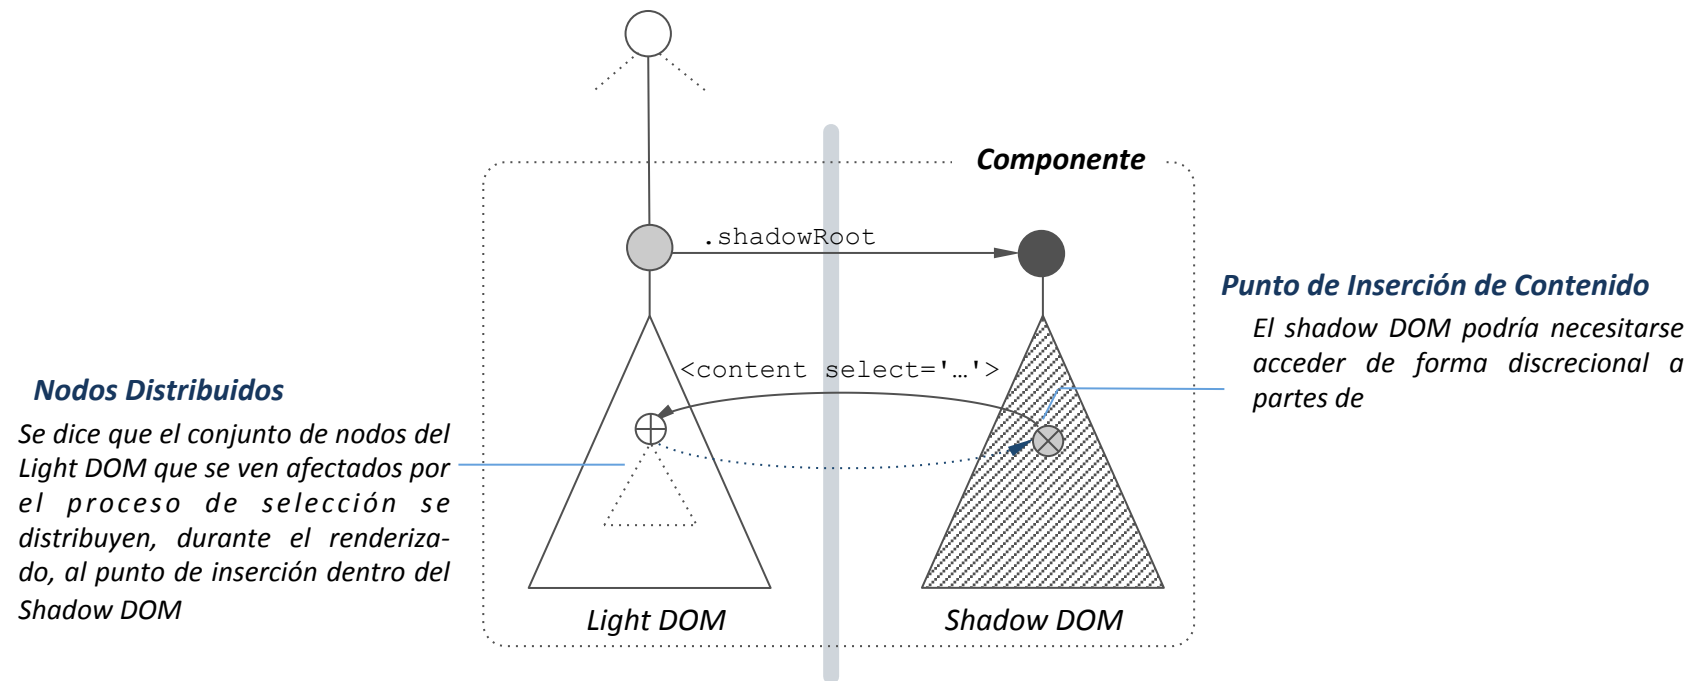 Componente
.shadowRoot
Punto de Inserción de Contenido
El shadow DOM podría necesitarse
acceder de forma discrecional a
partes de
<content select='…'>
Nodos Distribuidos
Se dice que el conjunto de nodos del
Light DOM que se ven afectados por
el proceso de selección se
distribuyen, durante el renderiza-
do, al punto de inserción dentro del
Shadow DOM
Light DOM
Shadow DOM